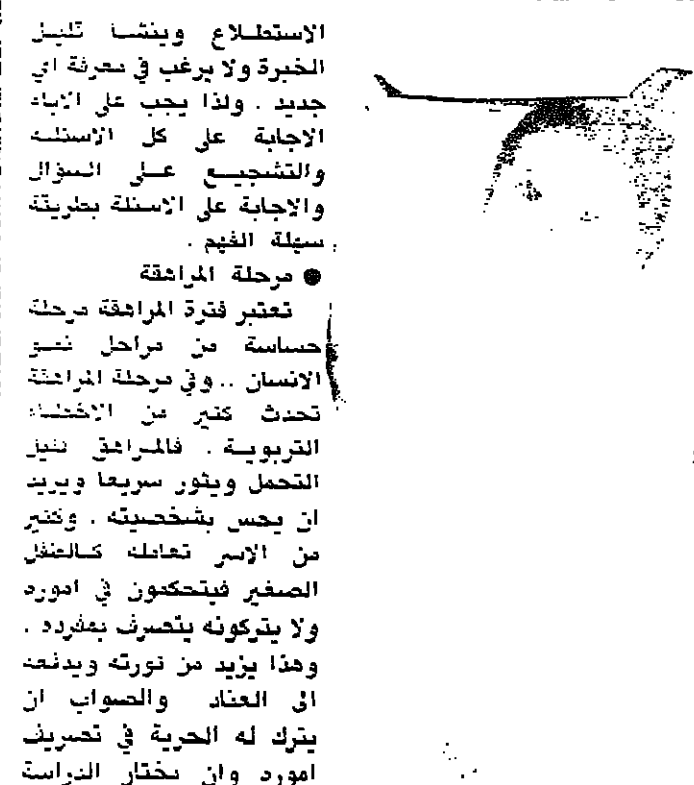 الاستطلاع وينشا قليل
الخبرة ولا يرغب في معرفة اي
جديد . ولذا يجب على الاباء
الاجابة على كل الاسئلة
والتشجيع على السؤال
والاجابة على الاسئلة بطريقة
سهلة الفهم .
● مرحلة المراهقة
تعتبر فترة المراهقة مرحلة
حساسة من مراحل نمو
الانسان .. وفي مرحلة المراهقة
تحدث كثير من الاخطاء
التربوية . فالمراهق قليل
التحمل ويثور سريعا ويريد
ان يحس بشخصيته . وكثير
من الاسر تعامله كالطفل
الصغير فيتحكمون في اموره
ولا يتركونه يتصرف بمفرده .
وهذا يزيد من ثورته ويدفعه
الى العناد والصواب ان
يترك له الحرية في تصريف
اموره وان يختار الدراسة